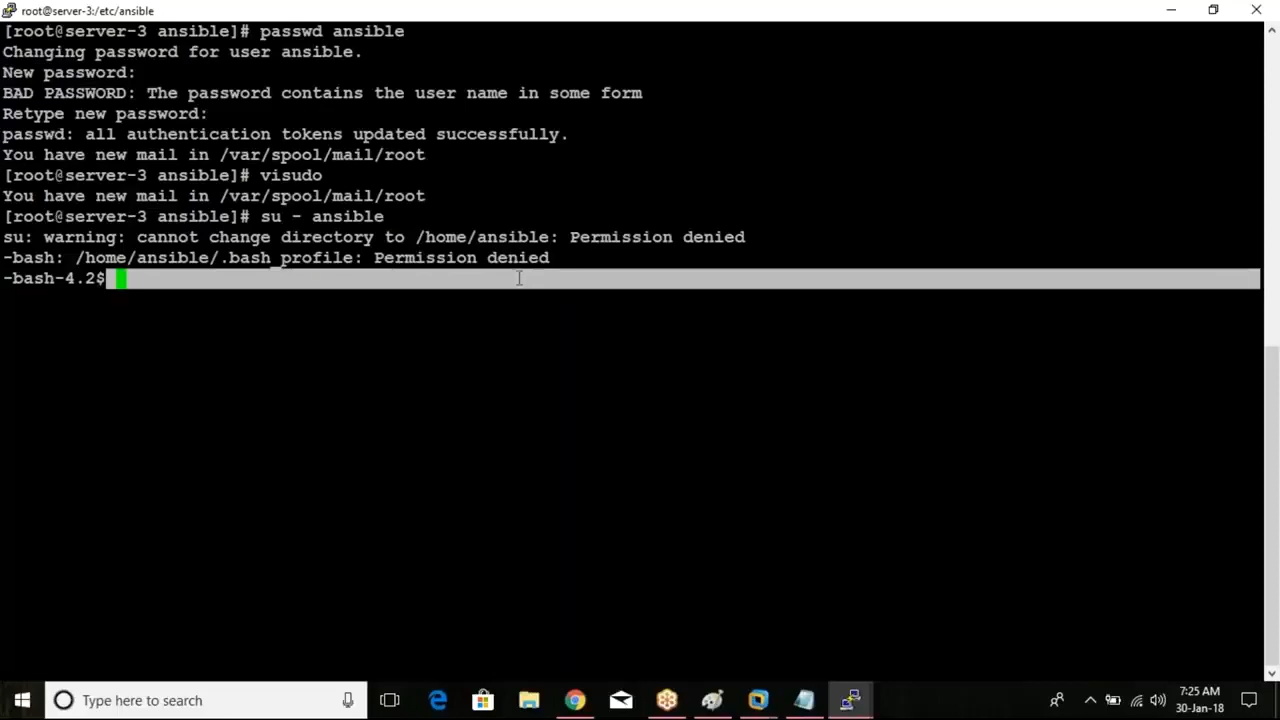 root@server-3:/etc/ansible
[root@server-3 ansible]# passwd ansible
Changing password for user ansible.
New password:
BAD PASSWORD: The password contains the user name in some form
Retype new password:
passwd: all authentication tokens updated successfully.
You have new mail in /var/spool/mail/root
[root@server-3 ansible]# visudo
You have new mail in /var/spool/mail/root
[root@server-3 ansible]# su - ansible
su: warning: cannot change directory to /home/ansible: Permission denied
-bash: /home/ansible/.bash_profile: Permission denied
-bash-4.2$
Type here to search
7:25 AM
30-Jan-18